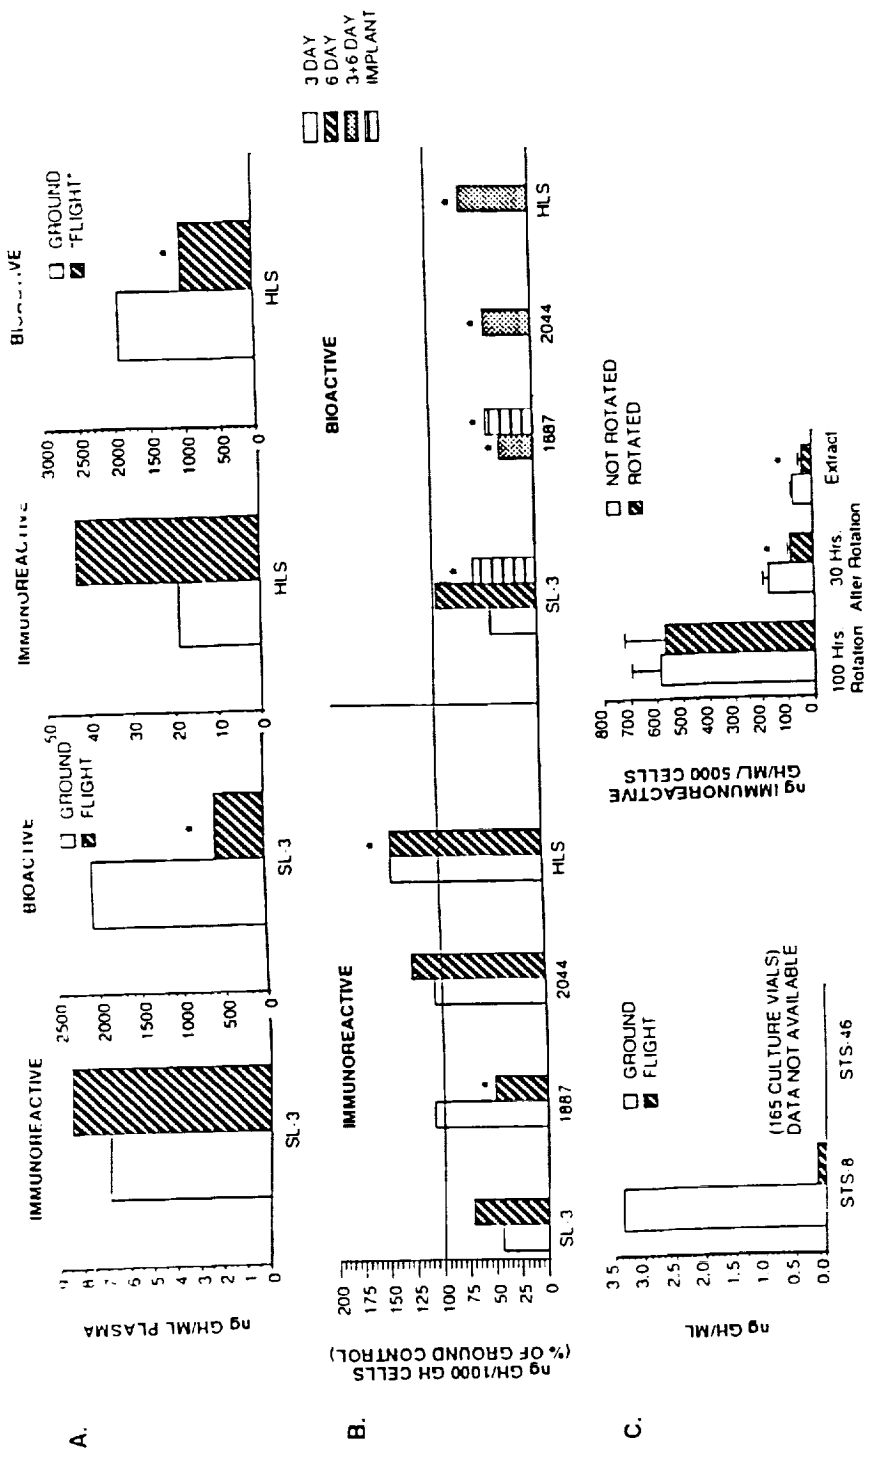 A.
IMMUNOREACTIVE
ng GH/ML PLASMA
8
7
6
5
4
3
2
1
0
SL-3
BIOACTIVE
GROUND
FLIGHT
2500
2000
1500
1000
500
0
SL-3
*
IMMUNOREACTIVE
50
40
30
20
10
0
HLS
GROUND
"FLIGHT"
3000
2500
2000
1500
1000
500
0
HLS
*
B.
ng GH/1000 GH CELLS
(% OF GROUND CONTROL)
200
175
150
125
100
75
50
25
0
IMMUNOREACTIVE
SL-3
1887
2044
HLS
*
*
BIOACTIVE
SL-3
1887
2044
HLS
*
*
*
*
*
3 DAY
6 DAY
3+6 DAY
IMPLANT
C.
ng GH/ML
3.5
3.0
2.5
2.0
1.5
1.0
0.5
0.0
GROUND
FLIGHT
(165 CULTURE VIALS)
DATA NOT AVAILABLE
STS-8
STS-46
ng IMMUNOREACTIVE
GH/ML/ 5000 CELLS
800
700
600
500
400
300
200
100
0
NOT ROTATED
ROTATED
*
*
100 Hrs.
Rotation
30 Hrs.
After Rotation
Extract